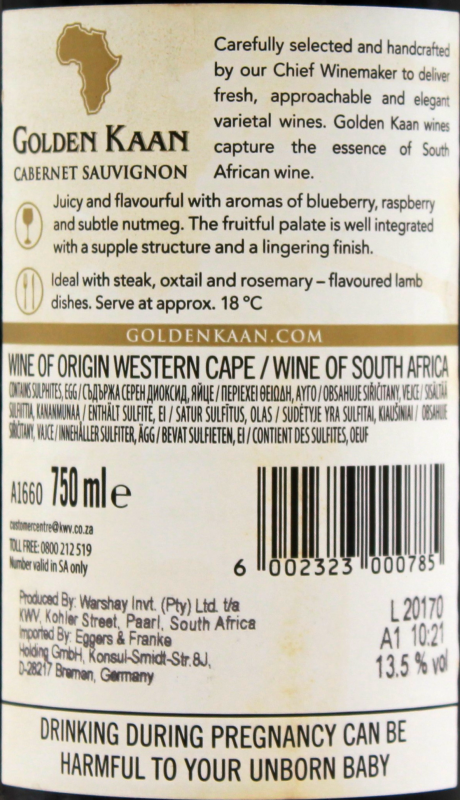 GOLDEN KAAN
CABERNET SAUVIGNON
Carefully selected and handcrafted
by our Chief Winemaker to deliver
fresh, approachable and elegant
varietal wines. Golden Kaan wines
capture the essence of South
African wine.
Juicy and flavourful with aromas of blueberry, raspberry
and subtle nutmeg. The fruitful palate is well integrated
with a supple structure and a lingering finish.
Ideal with steak, oxtail and rosemary – flavoured lamb
dishes. Serve at approx. 18 °C
GOLDENKAAN.COM
WINE OF ORIGIN WESTERN CAPE / WINE OF SOUTH AFRICA
CONTAINS SULPHITES, EGG / СЪДЪРЖА СЕРЕН ДИОКСИД, ЯЙЦЕ / ΠΕΡΙΕΧΕΙ ΘΕΙΩΔΗ, ΑΥΓΟ / OBSAHUJE SIŘIČITANY, VEJCE / SISÄLTÄÄ
SULFIITTIA, KANANMUNAA / ENTHÄLT SULFITE, EI / SATUR SULFĪTUS, OLAS / SUDĖTYJE YRA SULFITAI, KIAUŠINIAI / OBSAHUJE
SIRIČITANY, VAJCE / INNEHÅLLER SULFITER, ÄGG / BEVAT SULFIETEN, EI / CONTIENT DES SULFITES, OEUF
A1660 750 ml e
customercentre@kwv.co.za
TOLL FREE: 0800 212 519
Number valid in SA only
6 002323 000785
Produced By: Warshay Invt. (Pty) Ltd. t/a
KWV, Kohler Street, Paarl, South Africa
Imported By: Eggers & Franke
Holding GmbH, Konsul-Smidt-Str.8J,
D-28217 Bremen, Germany
L 20170
A1 10:21
13.5 % vol
DRINKING DURING PREGNANCY CAN BE
HARMFUL TO YOUR UNBORN BABY